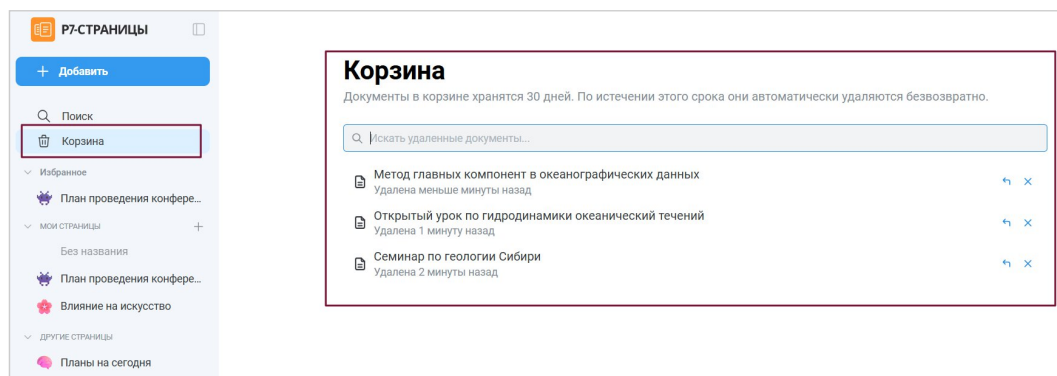 Р7-СТРАНИЦЫ
+ Добавить
Поиск
Корзина
Избранное
План проведения конфере...
МОИ СТРАНИЦЫ +
Без названия
План проведения конфере...
Влияние на искусство
ДРУГИЕ СТРАНИЦЫ
Планы на сегодня
Корзина
Документы в корзине хранятся 30 дней. По истечении этого срока они автоматически удаляются безвозвратно.
Искать удаленные документы...
Метод главных компонент в океанографических данных
Удалена меньше минуты назад
Открытый урок по гидродинамики океанический течений
Удалена 1 минуту назад
Семинар по геологии Сибири
Удалена 2 минуты назад